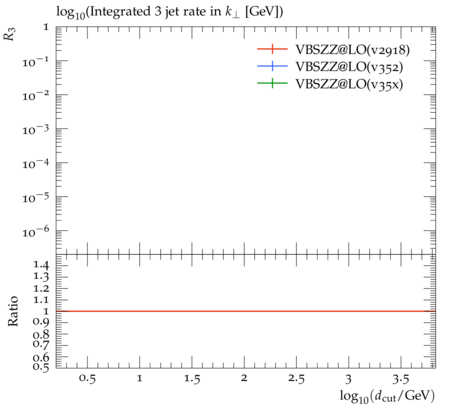 log₁₀(Integrated 3 jet rate in k⊥ [GeV])
R₃
1
10⁻¹
10⁻²
10⁻³
10⁻⁴
10⁻⁵
10⁻⁶
VBSZZ@LO(v2918)
VBSZZ@LO(v352)
VBSZZ@LO(v35x)
Ratio
1.4
1.3
1.2
1.1
1
0.9
0.8
0.7
0.6
0.5
0.5 1 1.5 2 2.5 3 3.5
log₁₀(d_cut/GeV)